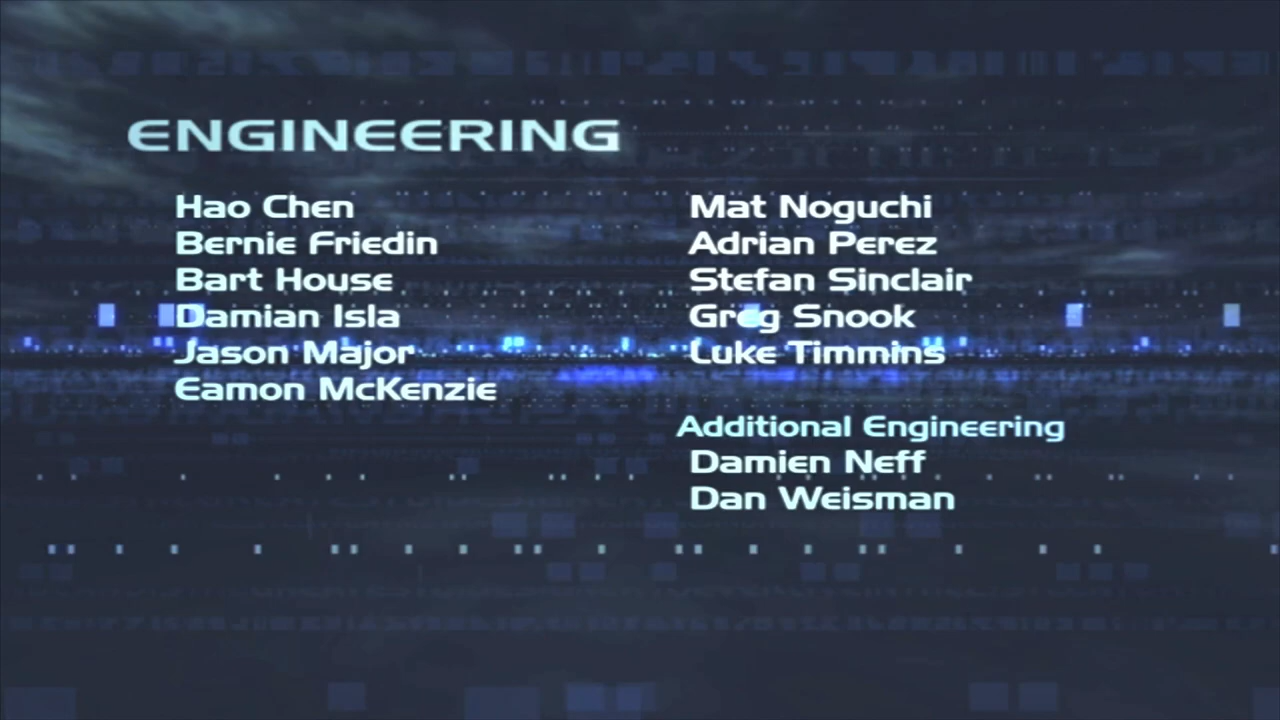 ENGINEERING
Hao Chen
Bernie Friedin
Bart House
Damian Isla
Jason Major
Eamon McKenzie
Mat Noguchi
Adrian Perez
Stefan Sinclair
Greg Snook
Luke Timmins
Additional Engineering
Damien Neff
Dan Weisman